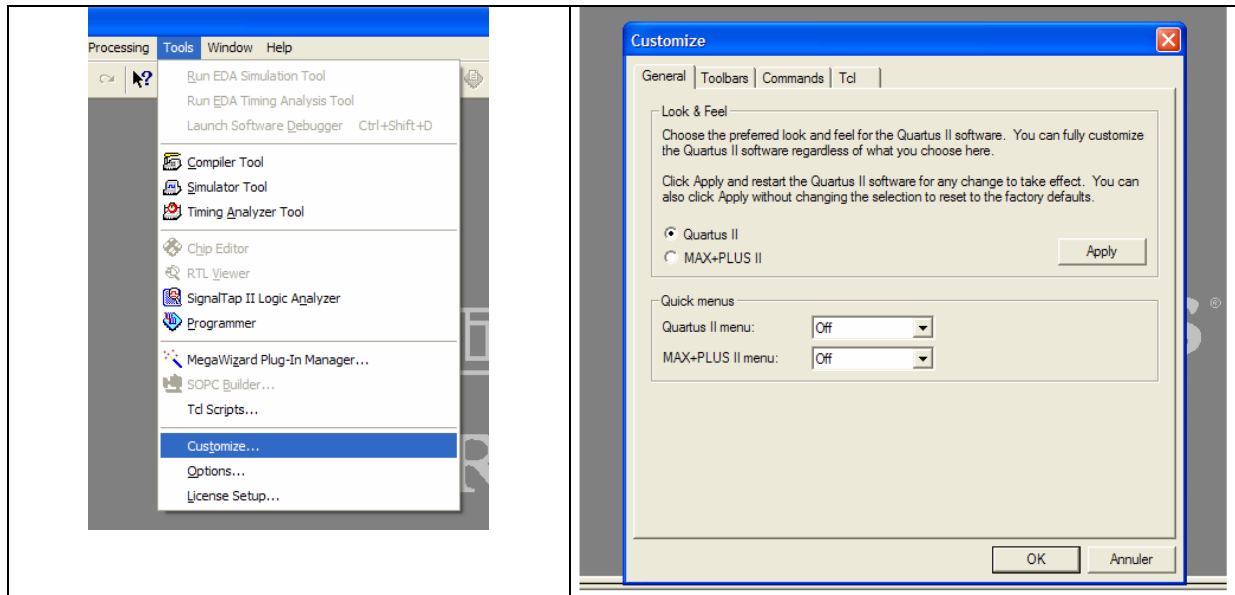 Processing Tools Window Help
Run EDA Simulation Tool
Run EDA Timing Analysis Tool
Launch Software Debugger Ctrl+Shift+D
Compiler Tool
Simulator Tool
Timing Analyzer Tool
Chip Editor
RTL Viewer
SignalTap II Logic Analyzer
Programmer
MegaWizard Plug-In Manager...
SOPC Builder...
Tcl Scripts...
Customize...
Options...
License Setup...
Customize
General Toolbars Commands Tcl
Look & Feel
Choose the preferred look and feel for the Quartus II software. You can fully customize
the Quartus II software regardless of what you choose here.
Click Apply and restart the Quartus II software for any change to take effect. You can
also click Apply without changing the selection to reset to the factory defaults.
Quartus II
MAX+PLUS II
Apply
Quick menus
Quartus II menu: Off
MAX+PLUS II menu: Off
OK Annuler